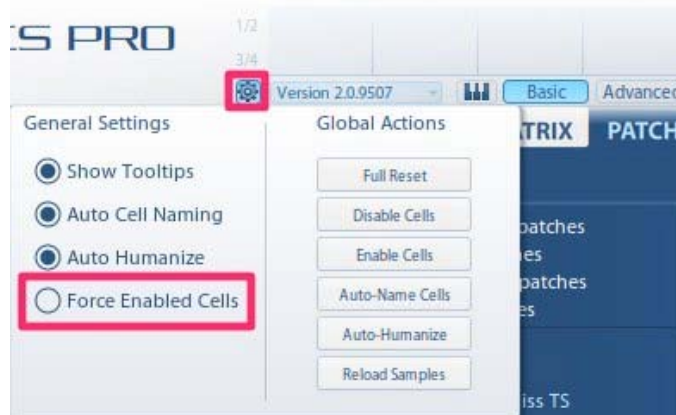 S PRO
1/2
3/4
Version 2.0.9507
Basic
Advanced
General Settings
Show Tooltips
Auto Cell Naming
Auto Humanize
Force Enabled Cells
Global Actions
Full Reset
Disable Cells
Enable Cells
Auto-Name Cells
Auto-Humanize
Reload Samples
TRIX
PATCH
patches
es
patches
es
iss TS